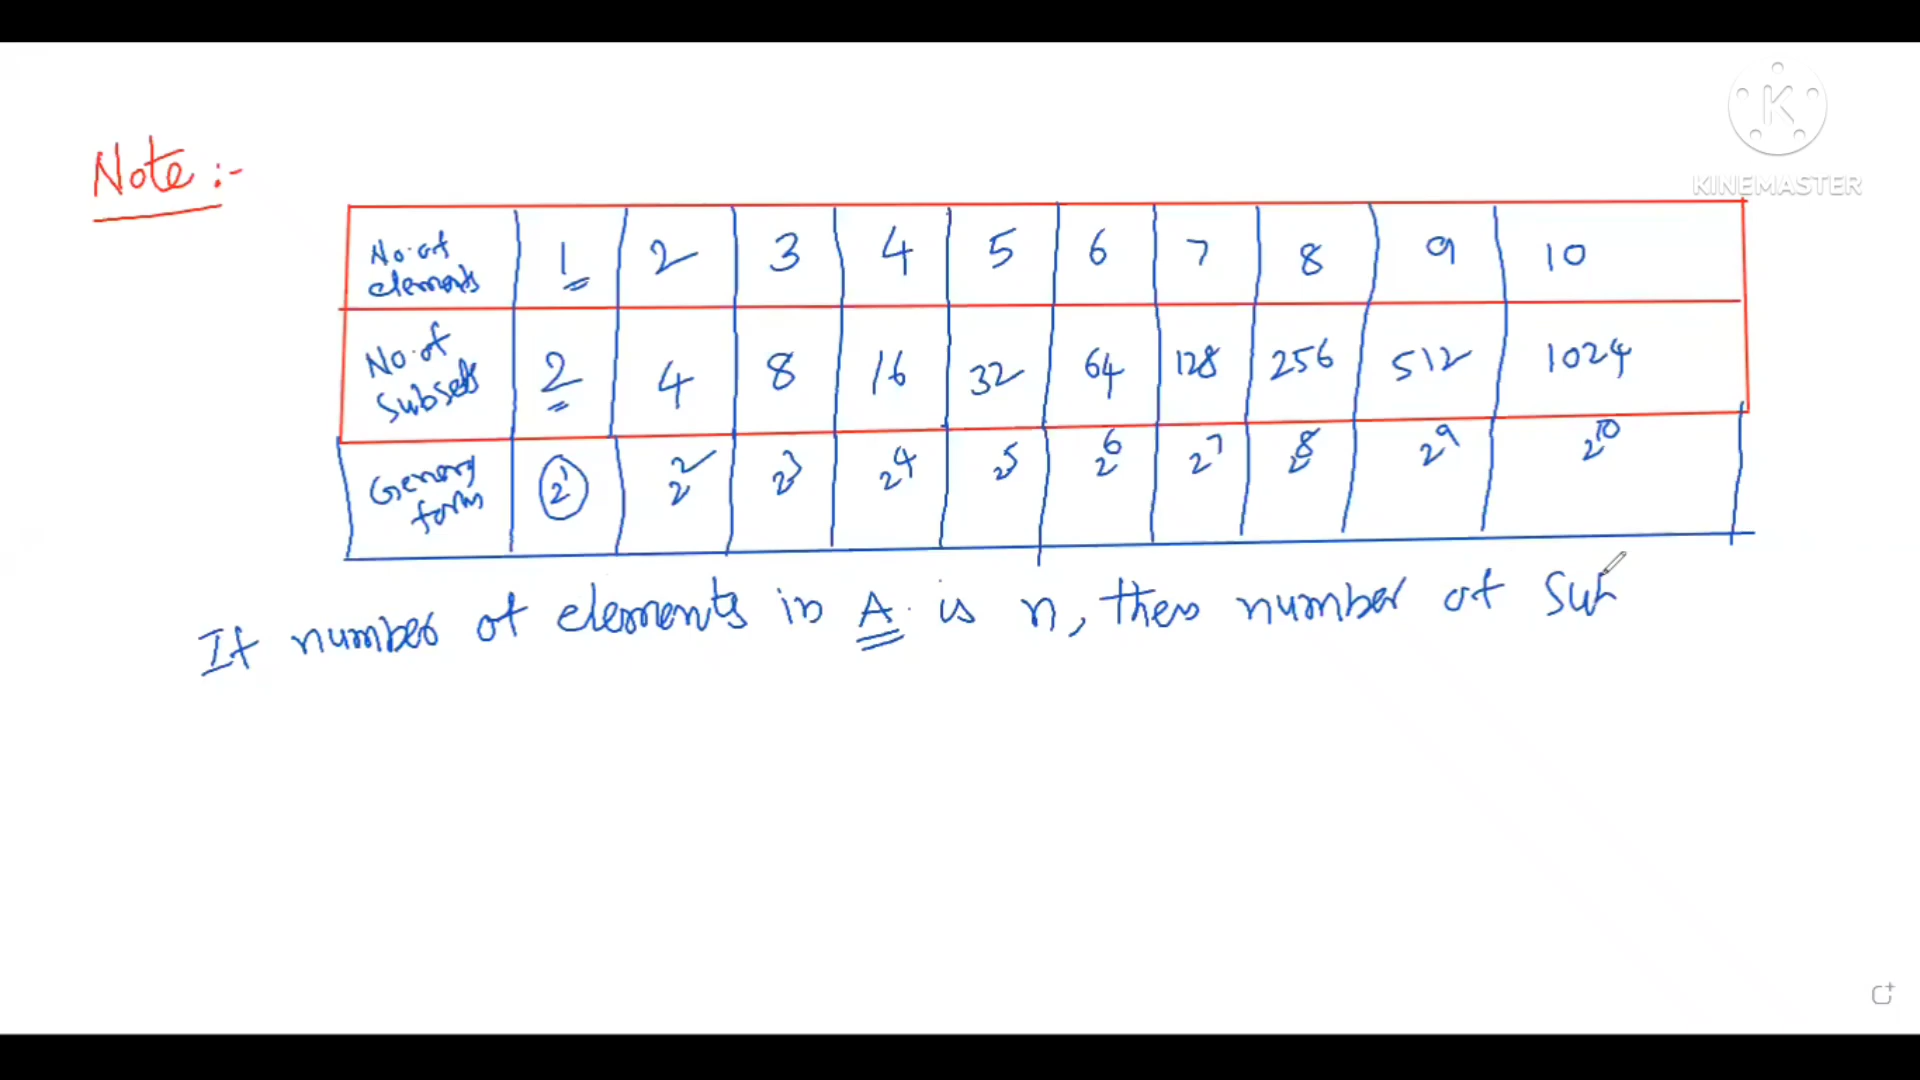 Note :-
KINEMASTER
No. of elements 1 2 3 4 5 6 7 8 9 10
No. of subsets 2 4 8 16 32 64 128 256 512 1024
General form 2¹ 2² 2³ 2⁴ 2⁵ 2⁶ 2⁷ 2⁸ 2⁹ 2¹⁰
If number of elements in A is n, then number of Sub